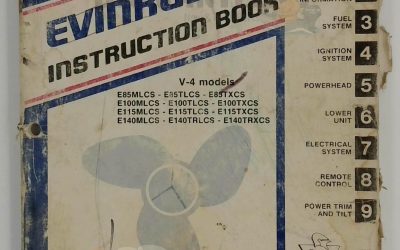 EVINRUDE
INSTRUCTION BOOK
V-4 models
E85MLCS - E85TLCS - E85TXCS
E100MLCS - E100TLCS - E100TXCS
E115MLCS - E115TLCS - E115TXCS
E140MLCS - E140TRLCS - E140TRXCS
FUEL
SYSTEM 3
IGNITION
SYSTEM 4
POWERHEAD 5
LOWER
UNIT 6
ELECTRICAL
SYSTEM 7
REMOTE
CONTROL 8
POWER TRIM
AND TILT 9